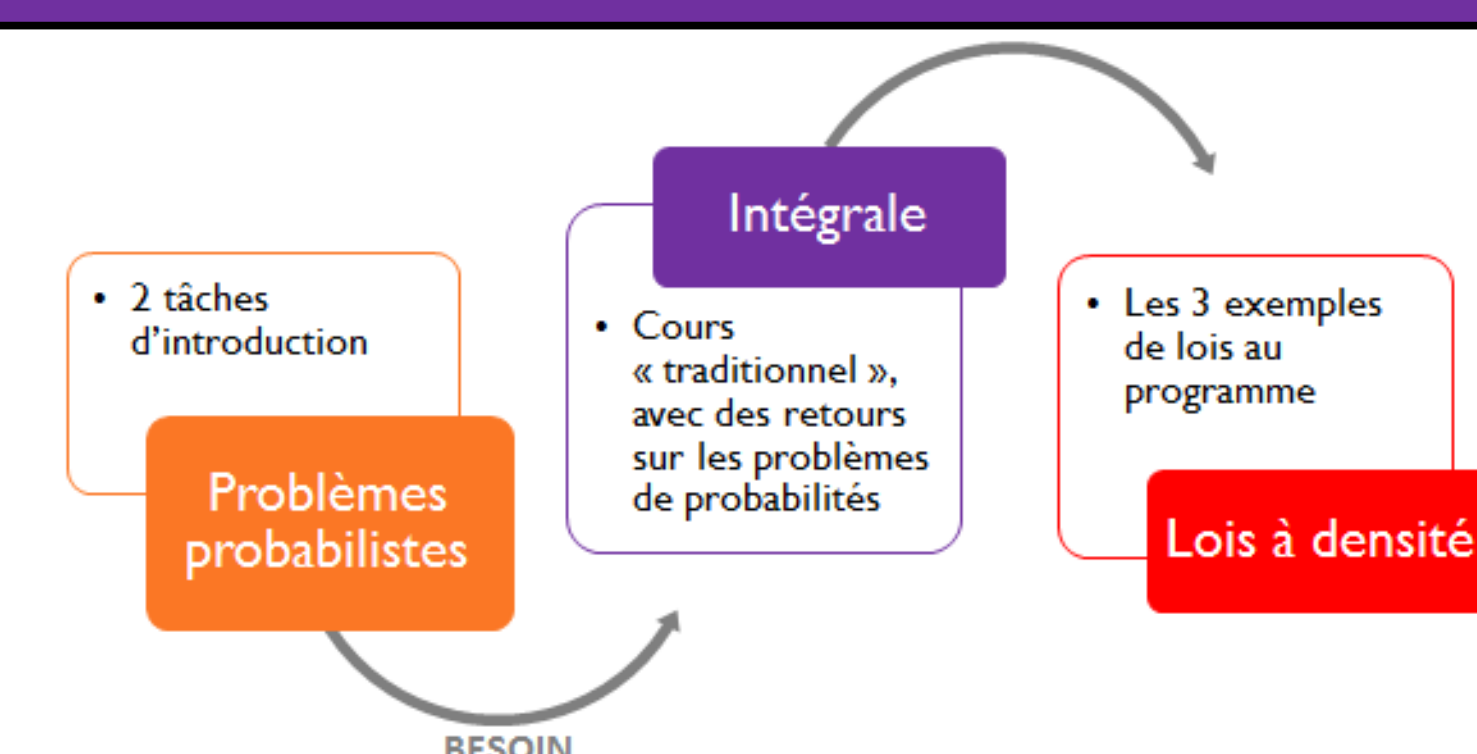 • 2 tâches
d'introduction
Problèmes
probabilistes
BESOIN
Intégrale
• Cours
« traditionnel »,
avec des retours
sur les problèmes
de probabilités
• Les 3 exemples
de lois au
programme
Lois à densité